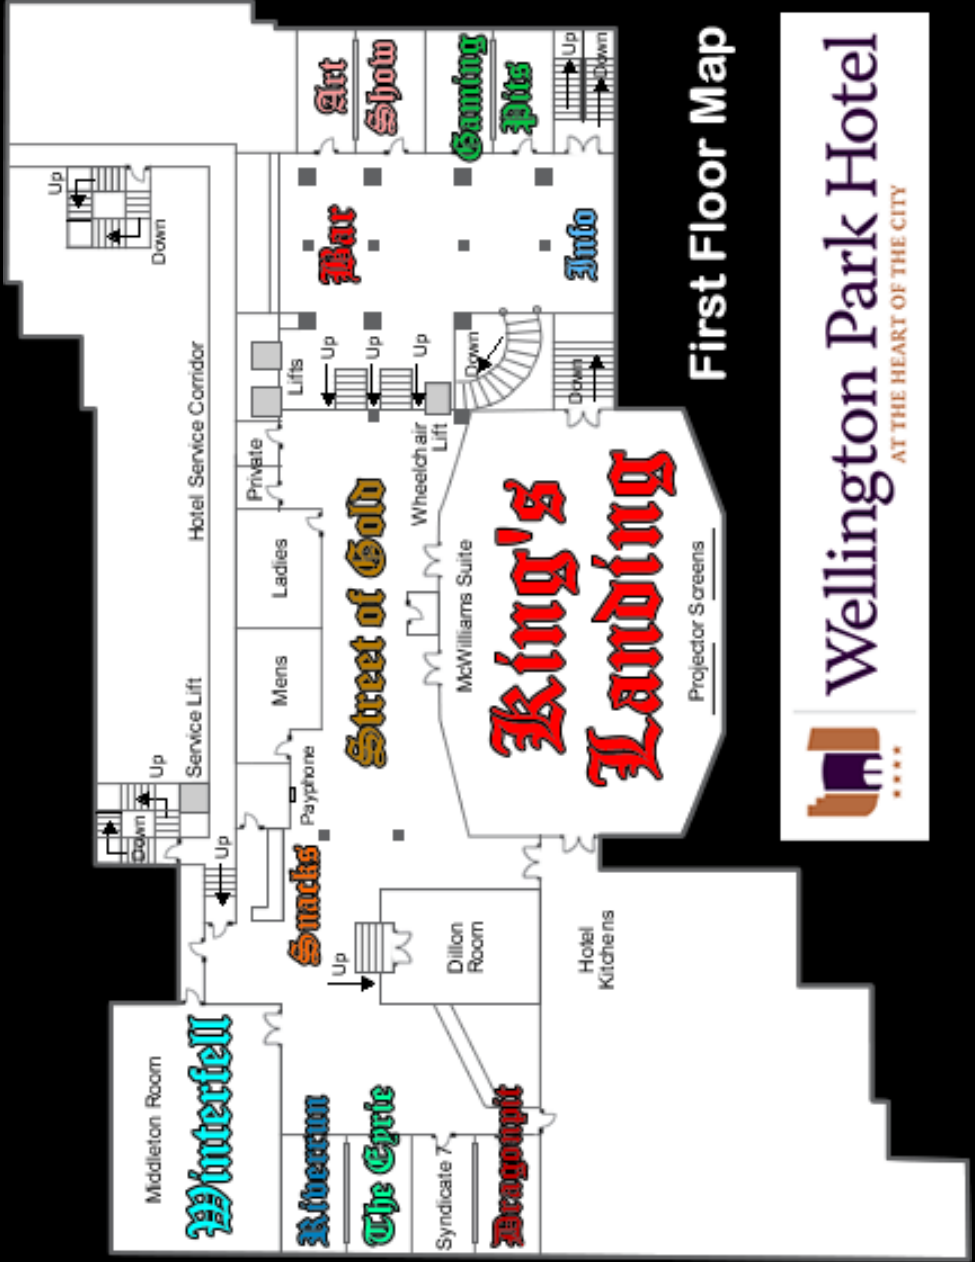 Up
Down
Up
Down
Middleton Room
Winterfell
Service Lift
Hotel Service Corridor
Up
Private
Ladies
Mens
Payphone
Lifts
Snacks
Riverrun
The Eyrie
Syndicate 7
Dragonpit
Up
Dillon
Room
Hotel
Kitchens
Street of Gold
Up
Up
Up
Wheelchair
Lift
Down
Down
McWilliams Suite
King's
Landing
Projector Screens
Bar
Info
Art
Show
Gaming
Pits
Up
Down
First Floor Map
Wellington Park Hotel
AT THE HEART OF THE CITY